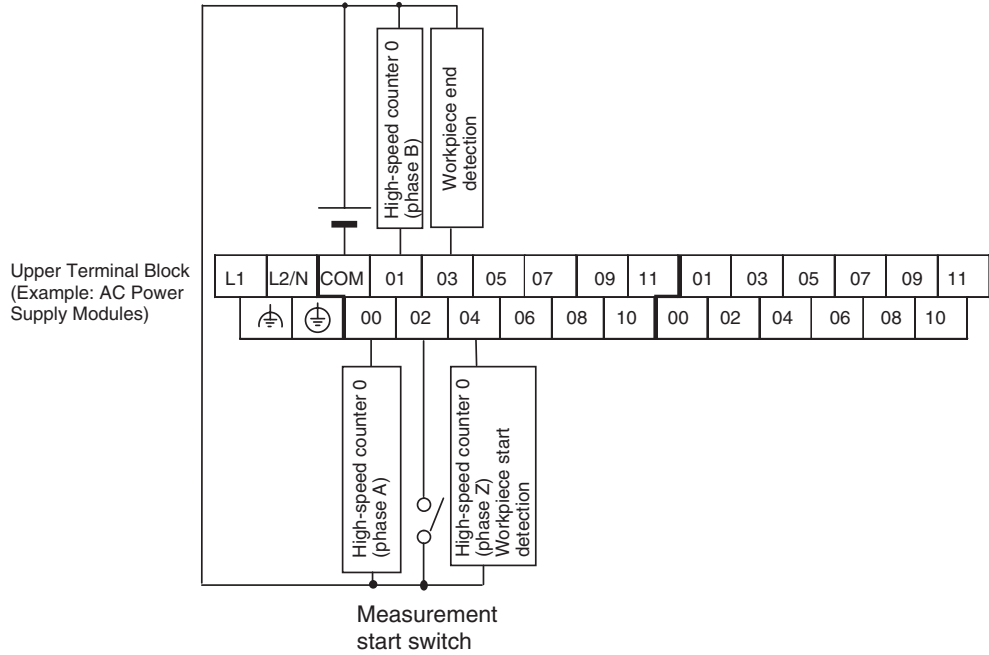 High-speed counter 0
(phase B)
Workpiece end
detection
Upper Terminal Block
(Example: AC Power
Supply Modules)
L1 L2/N COM 01 03 05 07 09 11 01 03 05 07 09 11
00 02 04 06 08 10 00 02 04 06 08 10
High-speed counter 0
(phase A)
High-speed counter 0
(phase Z)
Workpiece start
detection
Measurement
start switch